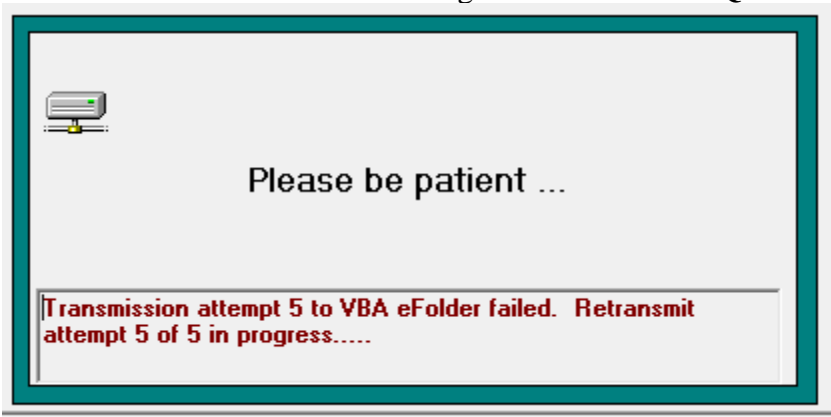 Please be patient ...
Transmission attempt 5 to VBA eFolder failed.  Retransmit
attempt 5 of 5 in progress.....